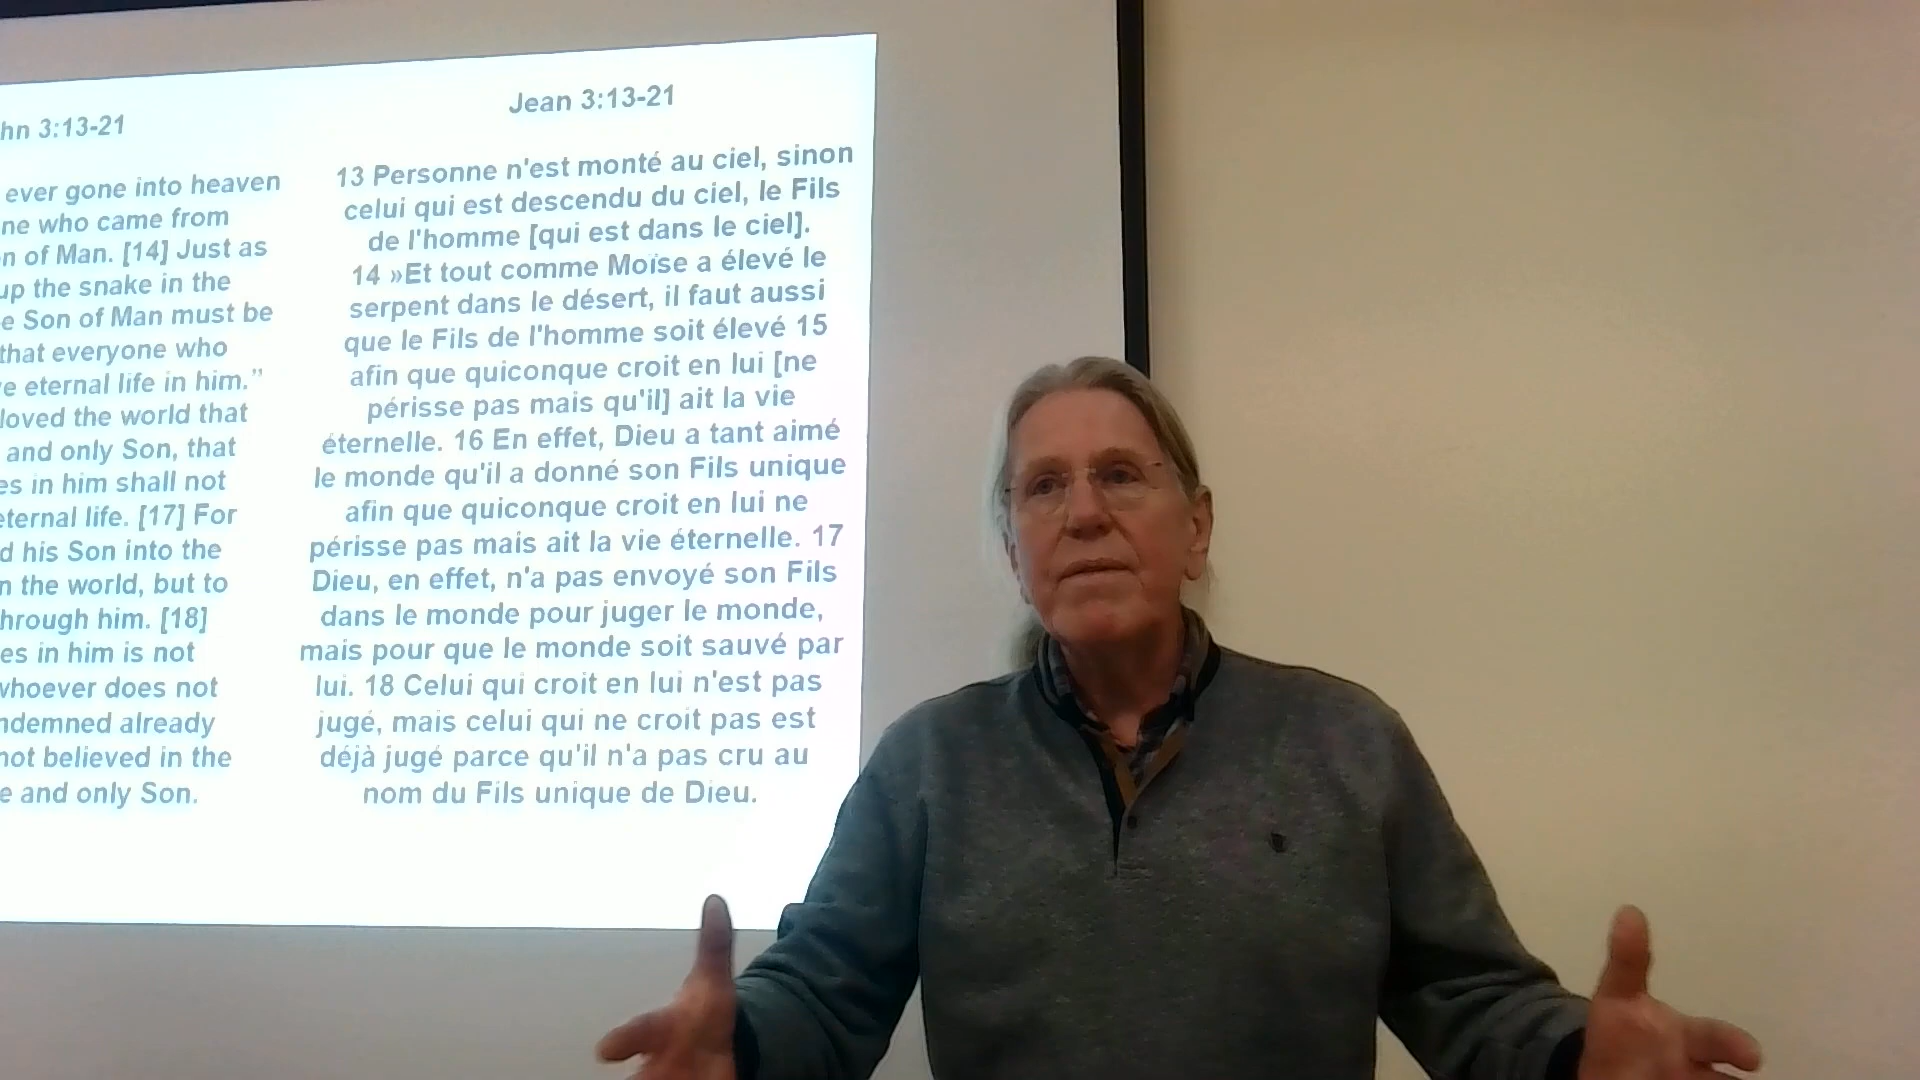 hn 3:13-21
ever gone into heaven
ne who came from
n of Man. [14] Just as
up the snake in the
e Son of Man must be
that everyone who
e eternal life in him.”
loved the world that
and only Son, that
es in him shall not
eternal life. [17] For
d his Son into the
n the world, but to
hrough him. [18]
es in him is not
whoever does not
ndemned already
not believed in the
e and only Son.
Jean 3:13-21
13 Personne n'est monté au ciel, sinon
celui qui est descendu du ciel, le Fils
de l'homme [qui est dans le ciel].
14 »Et tout comme Moïse a élevé le
serpent dans le désert, il faut aussi
que le Fils de l'homme soit élevé 15
afin que quiconque croit en lui [ne
périsse pas mais qu'il] ait la vie
éternelle. 16 En effet, Dieu a tant aimé
le monde qu'il a donné son Fils unique
afin que quiconque croit en lui ne
périsse pas mais ait la vie éternelle. 17
Dieu, en effet, n'a pas envoyé son Fils
dans le monde pour juger le monde,
mais pour que le monde soit sauvé par
lui. 18 Celui qui croit en lui n'est pas
jugé, mais celui qui ne croit pas est
déjà jugé parce qu'il n'a pas cru au
nom du Fils unique de Dieu.